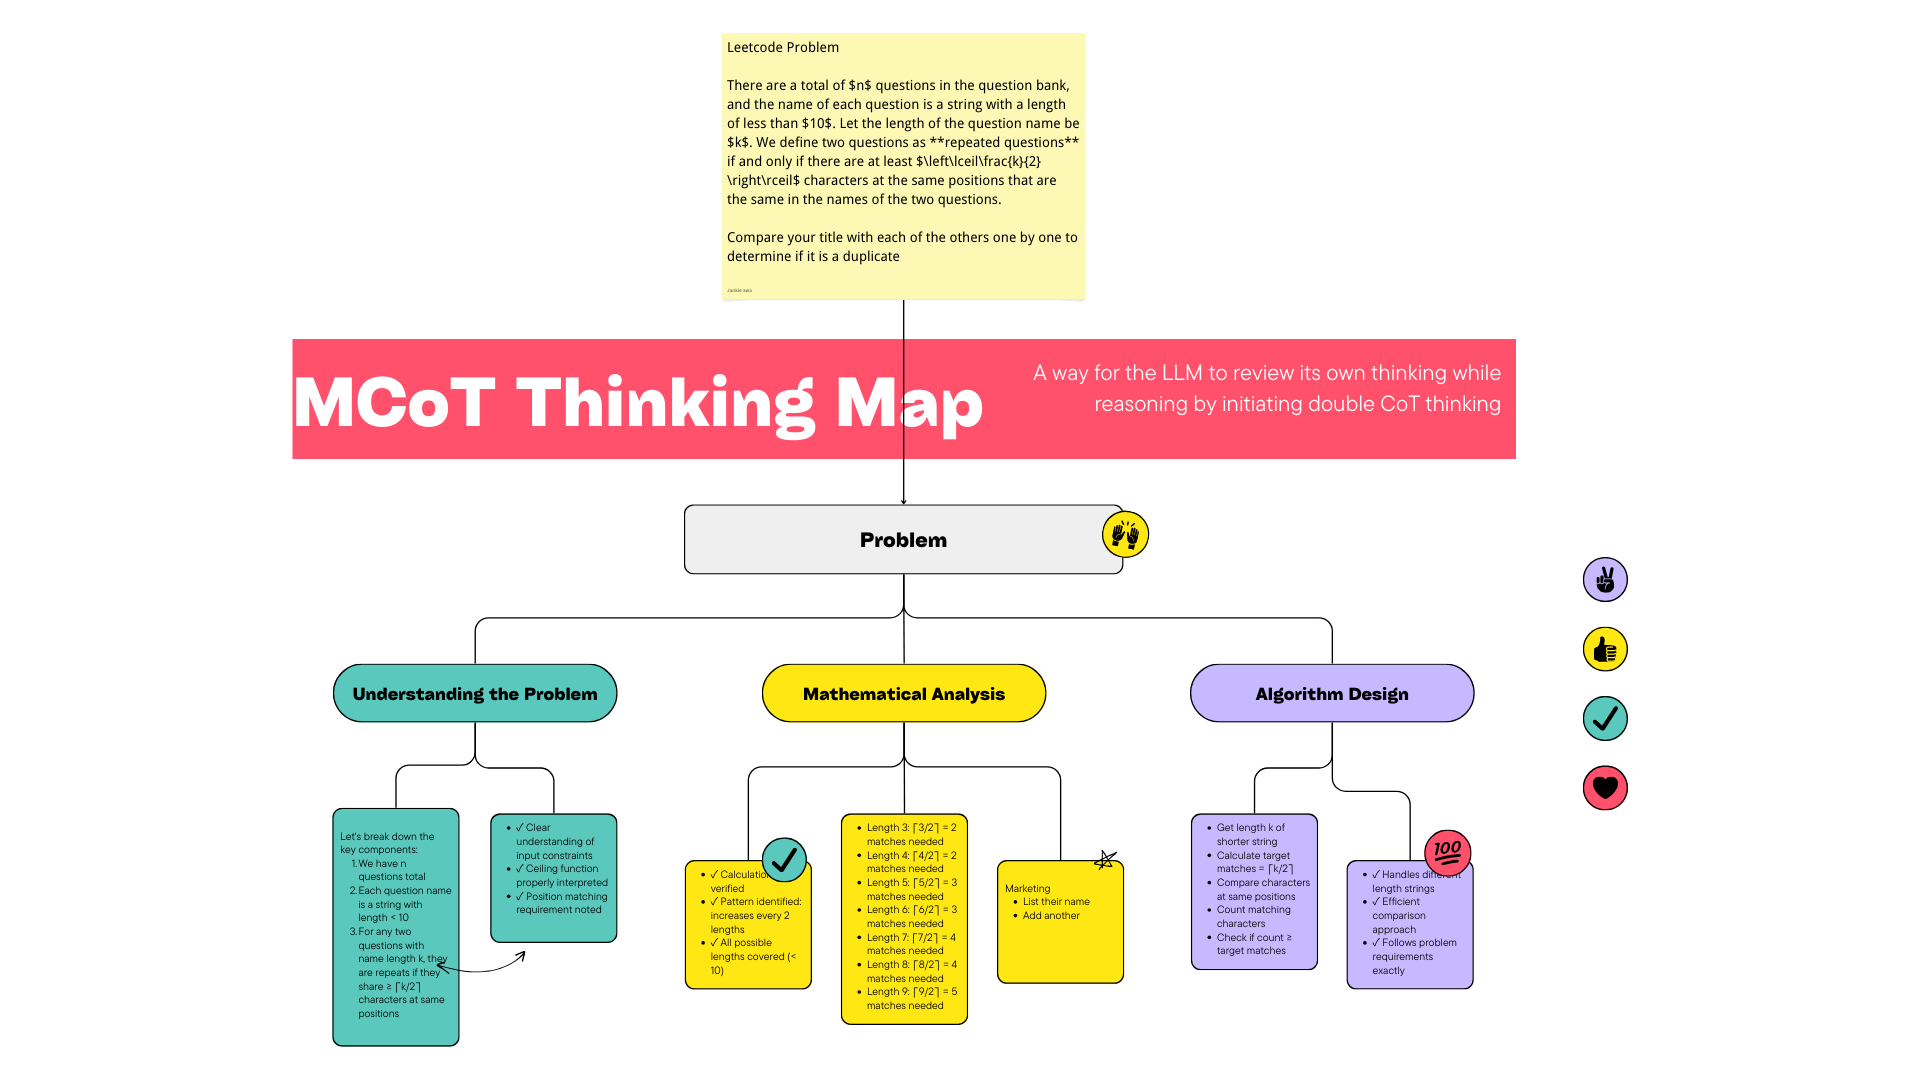 Leetcode Problem
There are a total of $n$ questions in the question bank,
and the name of each question is a string with a length
of less than $10$. Let the length of the question name be
$k$. We define two questions as **repeated questions**
if and only if there are at least $\left\lceil\frac{k}{2}
\right\rceil$ characters at the same positions that are
the same in the names of the two questions.
Compare your title with each of the others one by one to
determine if it is a duplicate
MCoT Thinking Map
A way for the LLM to review its own thinking while
reasoning by initiating double CoT thinking
Problem
Understanding the Problem
Mathematical Analysis
Algorithm Design
Let's break down the
key components:
1. We have n
questions total
2. Each question name
is a string with
length < 10
3. For any two
questions with
name length k, they
are repeats if they
share ≥ ⌈k/2⌉
characters at same
positions
• ✓ Clear
understanding of
input constraints
• ✓ Ceiling function
properly interpreted
• ✓ Position matching
requirement noted
• ✓ Calculation
verified
• ✓ Pattern identified:
increases every 2
lengths
• ✓ All possible
lengths covered (<
10)
• Length 3: ⌈3/2⌉ = 2
matches needed
• Length 4: ⌈4/2⌉ = 2
matches needed
• Length 5: ⌈5/2⌉ = 3
matches needed
• Length 6: ⌈6/2⌉ = 3
matches needed
• Length 7: ⌈7/2⌉ = 4
matches needed
• Length 8: ⌈8/2⌉ = 4
matches needed
• Length 9: ⌈9/2⌉ = 5
matches needed
Marketing
• List their name
• Add another
• Get length k of
shorter string
• Calculate target
matches = ⌈k/2⌉
• Compare characters
at same positions
• Count matching
characters
• Check if count ≥
target matches
100
• ✓ Handles different
length strings
• ✓ Efficient
comparison
approach
• ✓ Follows problem
requirements
exactly